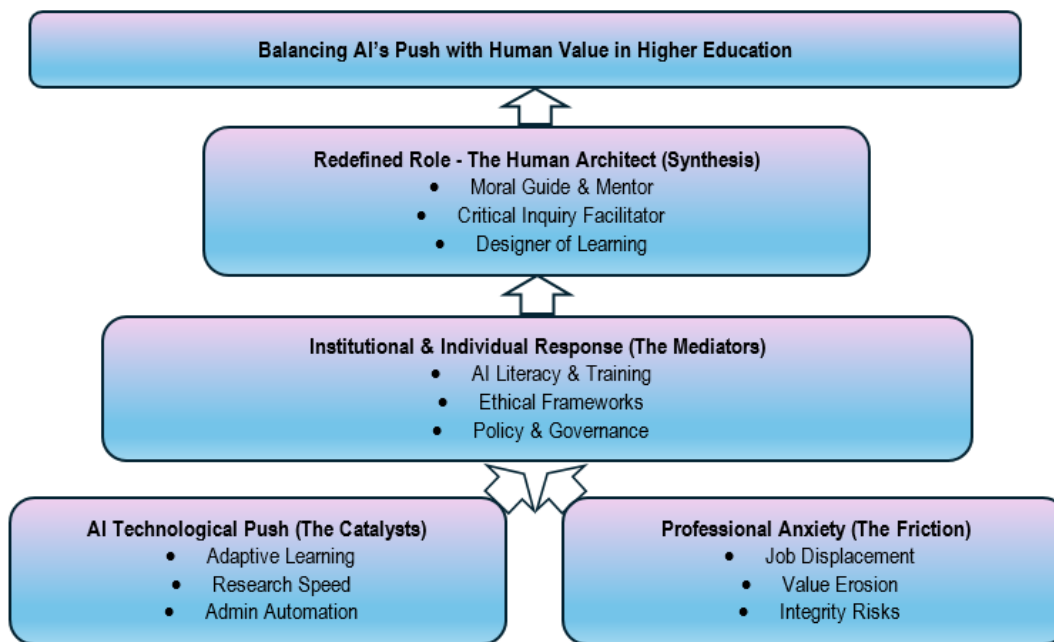 Balancing AI's Push with Human Value in Higher Education
Redefined Role - The Human Architect (Synthesis)
• Moral Guide & Mentor
• Critical Inquiry Facilitator
• Designer of Learning
Institutional & Individual Response (The Mediators)
• AI Literacy & Training
• Ethical Frameworks
• Policy & Governance
AI Technological Push (The Catalysts)
• Adaptive Learning
• Research Speed
• Admin Automation
Professional Anxiety (The Friction)
• Job Displacement
• Value Erosion
• Integrity Risks